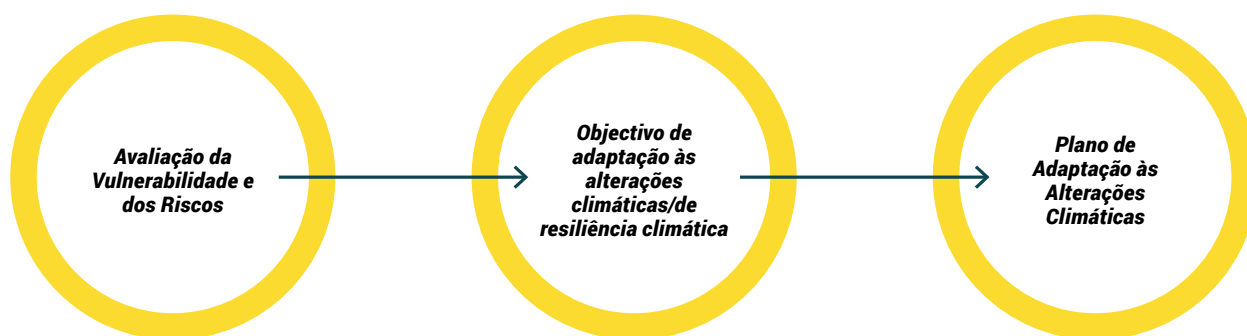 Avaliação da
Vulnerabilidade e
dos Riscos
Objectivo de
adaptação às
alterações
climáticas/de
resiliência climática
Plano de
Adaptação às
Alterações
Climáticas